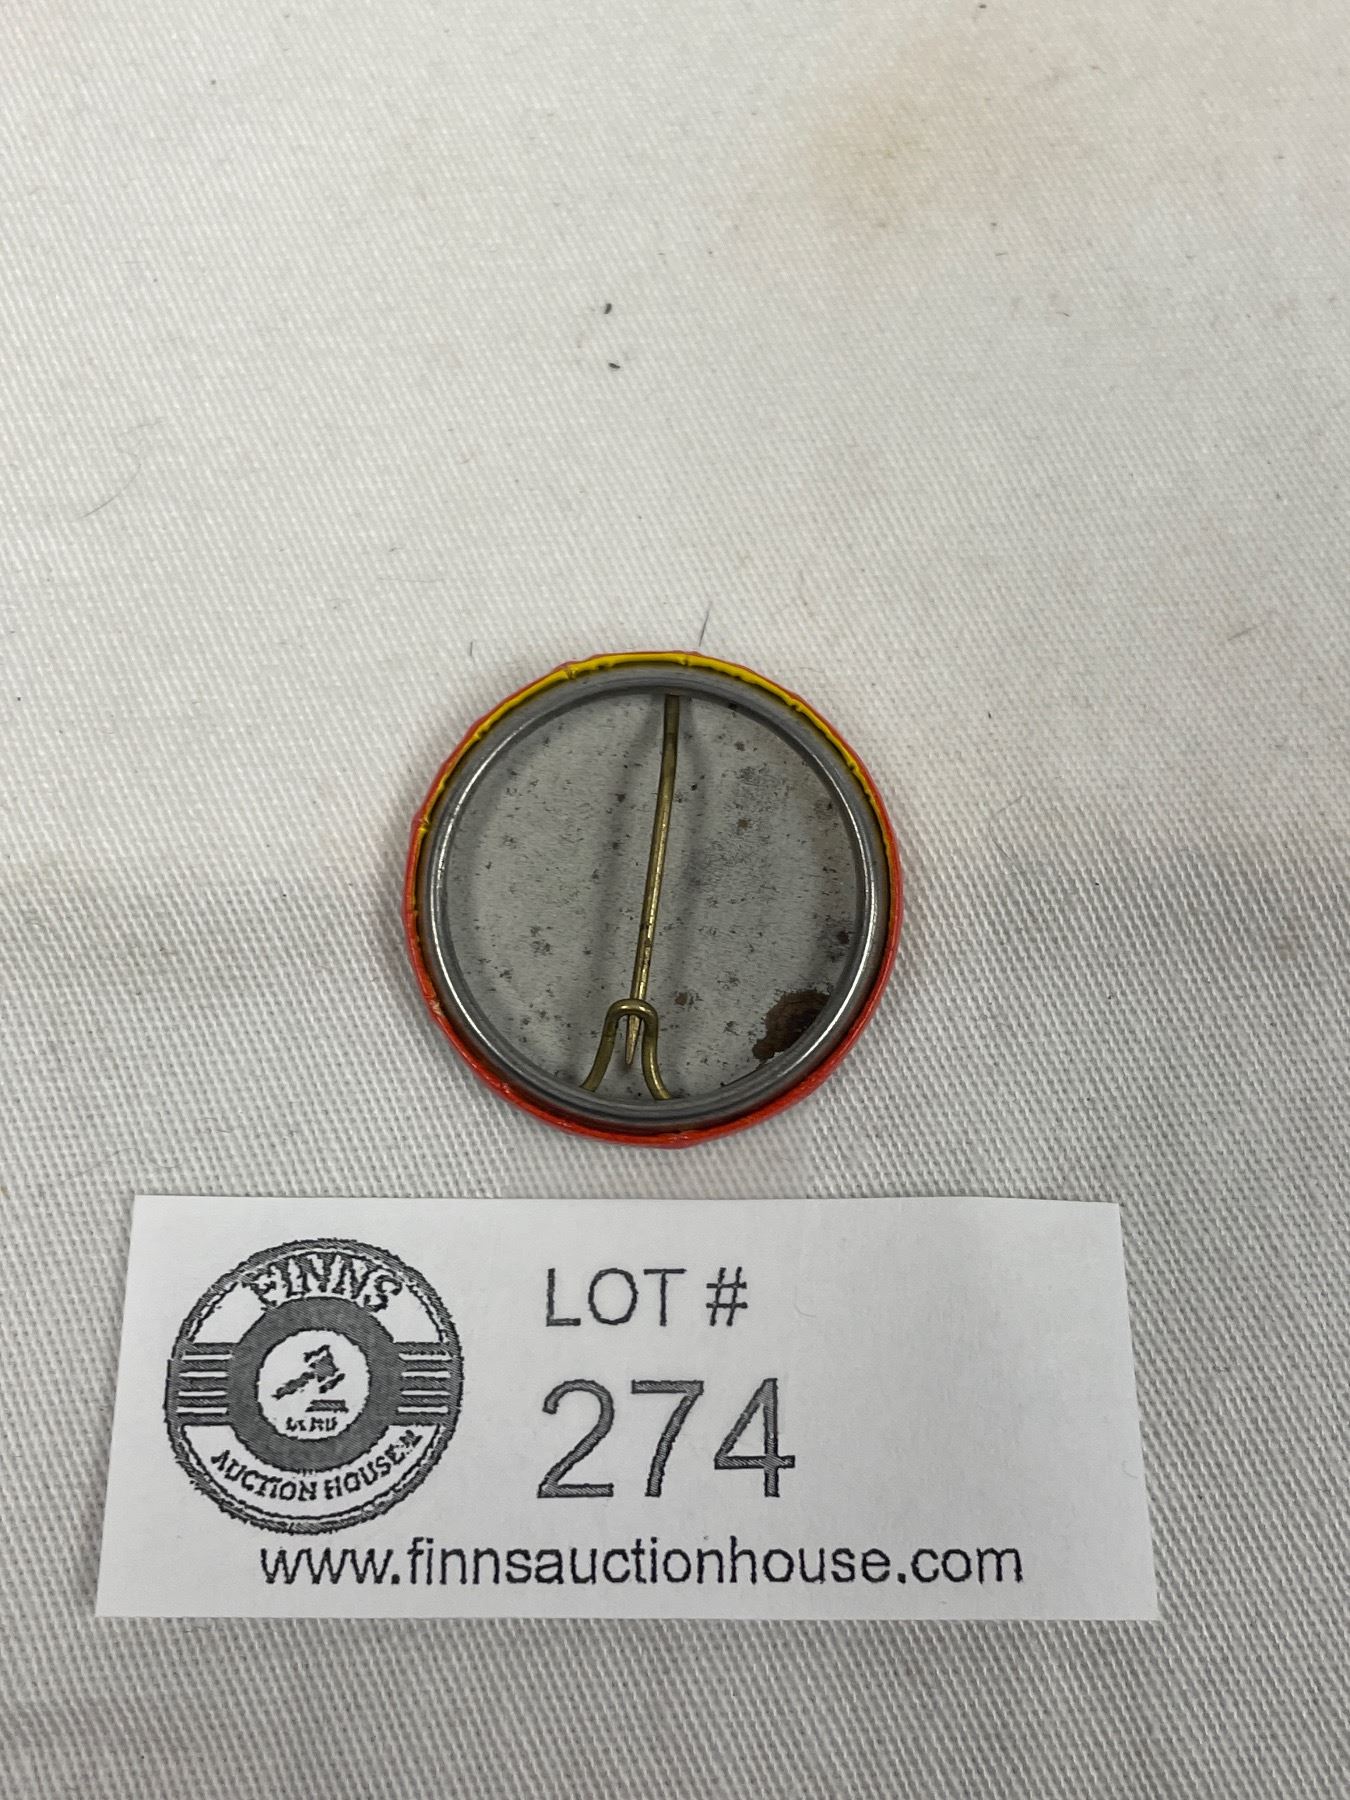 FINNS
AUCTION HOUSE
LOT #
274
www.finnsauctionhouse.com